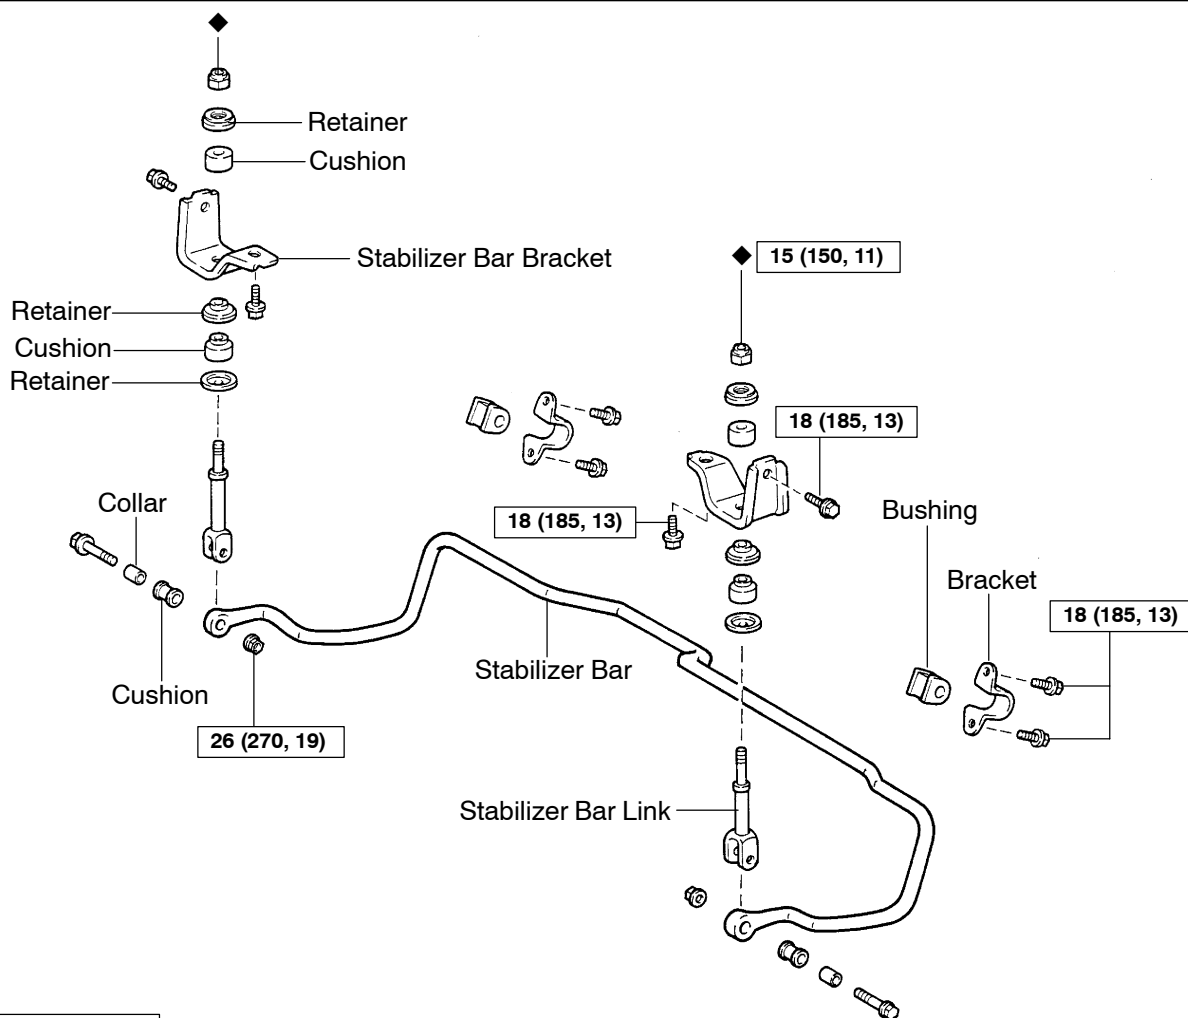 Retainer
Cushion
Stabilizer Bar Bracket
15 (150, 11)
Retainer
Cushion
Retainer
18 (185, 13)
Collar
18 (185, 13)
Bushing
Bracket
18 (185, 13)
Stabilizer Bar
Cushion
26 (270, 19)
Stabilizer Bar Link